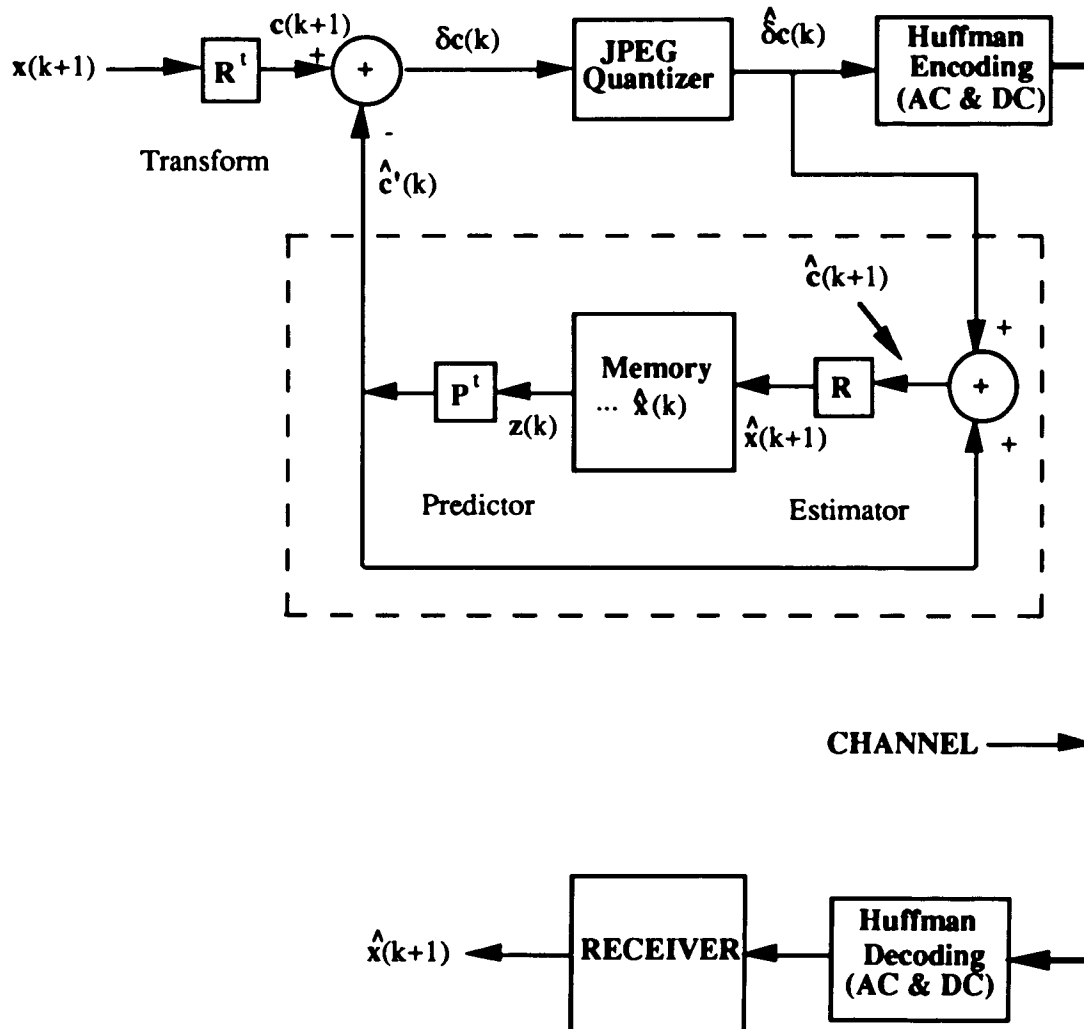 x(k+1)
R^t
c(k+1)
+
+
-
δc(k)
JPEG
Quantizer
δ̂c(k)
Huffman
Encoding
(AC & DC)
Transform
ĉ'(k)
ĉ(k+1)
+
+
+
R
x̂(k+1)
Memory
... x̂(k)
z(k)
P^t
Predictor
Estimator
CHANNEL
x̂(k+1)
RECEIVER
Huffman
Decoding
(AC & DC)